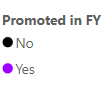 Promoted in FY
No
Yes